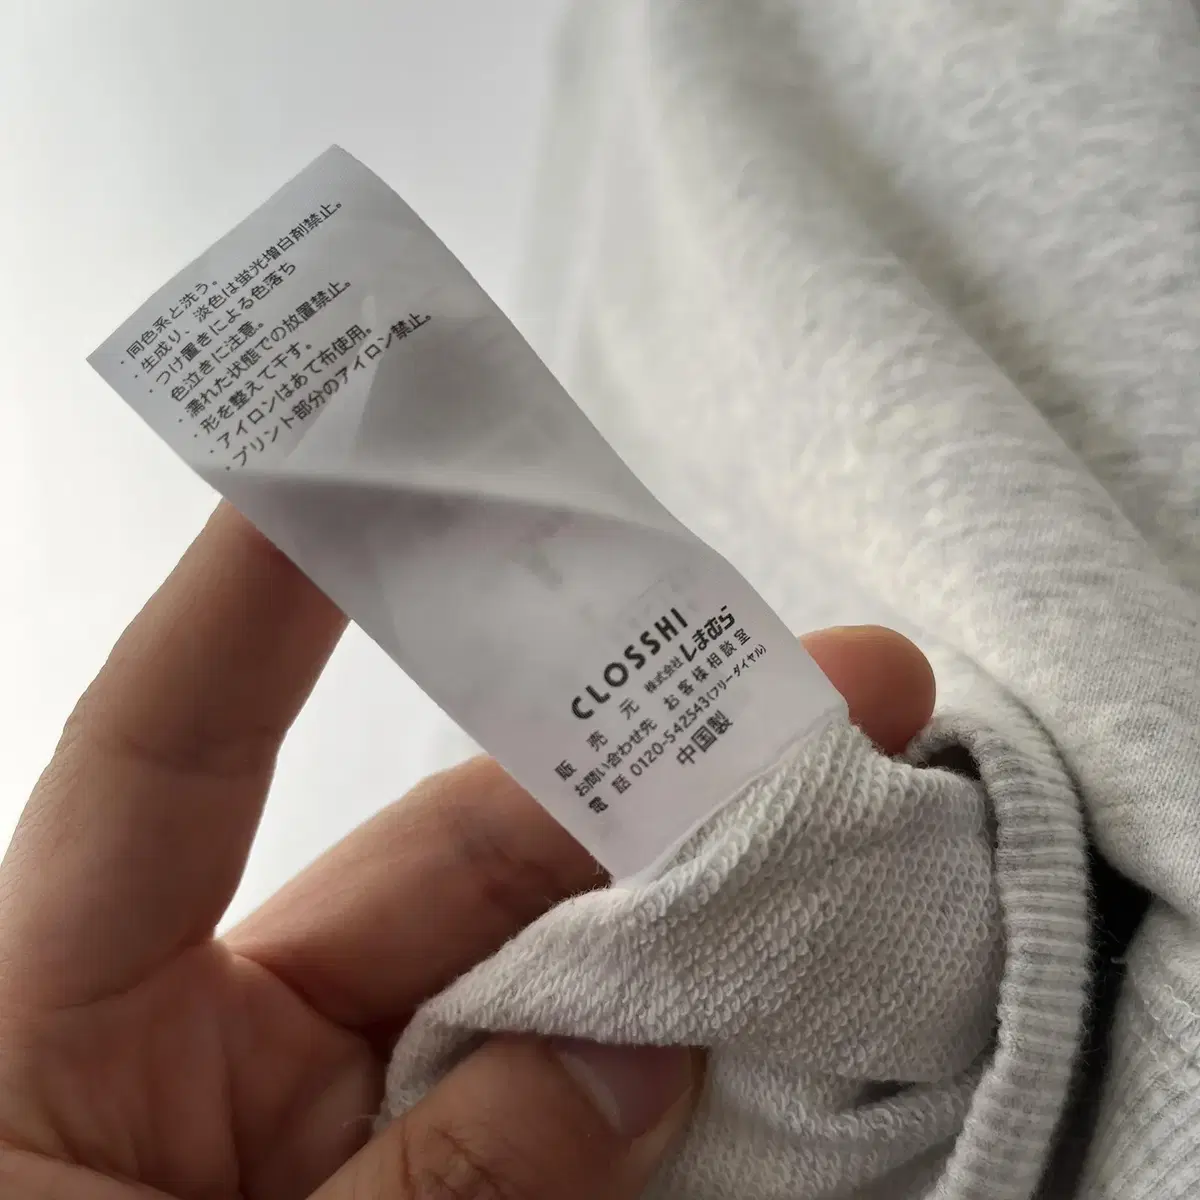 ・同色系と洗う。
・生成り、淡色は蛍光増白剤禁止。
・つけ置きによる色落ち
色泣きに注意。
・濡れた状態での放置禁止。
・形を整えて干す。
・アイロンはあて布使用。
・プリント部分のアイロン禁止。
CLOSSHI
販売元 株式会社しまむら
お問い合わせ先 お客様相談室
電話 0120-542543(フリーダイヤル)
中国製